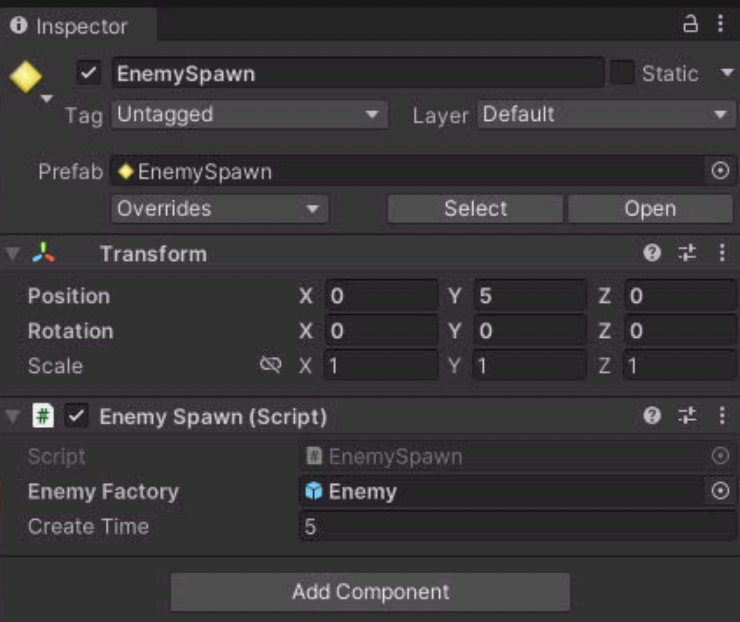 Inspector
EnemySpawn Static
Tag Untagged Layer Default
Prefab EnemySpawn
Overrides Select Open
Transform
Position X 0 Y 5 Z 0
Rotation X 0 Y 0 Z 0
Scale X 1 Y 1 Z 1
# Enemy Spawn (Script)
Script # EnemySpawn
Enemy Factory Enemy
Create Time 5
Add Component